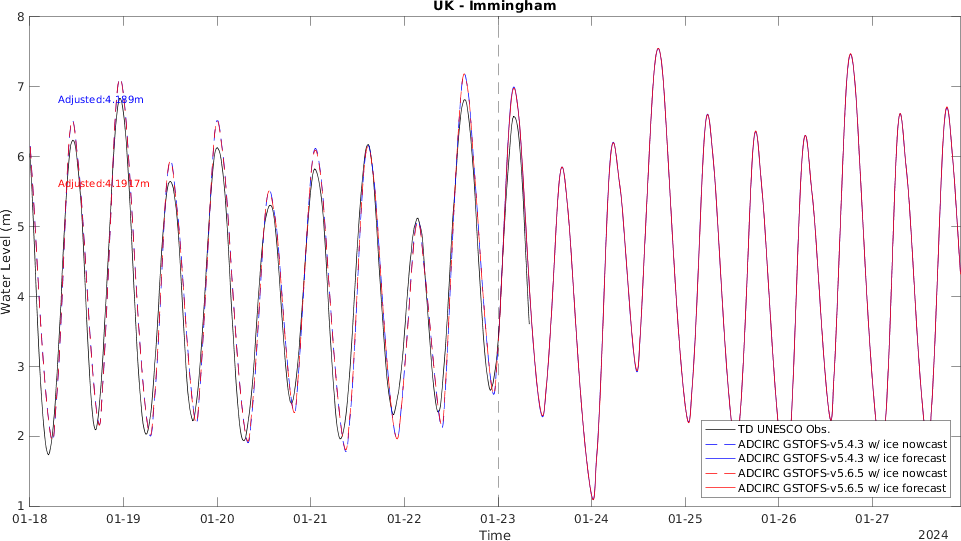 UK - Immingham
8
7
6
5
4
3
2
1
Water Level (m)
Adjusted:4.189m
Adjusted:4.1917m
TD UNESCO Obs.
ADCIRC GSTOFS-v5.4.3 w/ ice nowcast
ADCIRC GSTOFS-v5.4.3 w/ ice forecast
ADCIRC GSTOFS-v5.6.5 w/ ice nowcast
ADCIRC GSTOFS-v5.6.5 w/ ice forecast
01-18 01-19 01-20 01-21 01-22 01-23 01-24 01-25 01-26 01-27
Time
2024